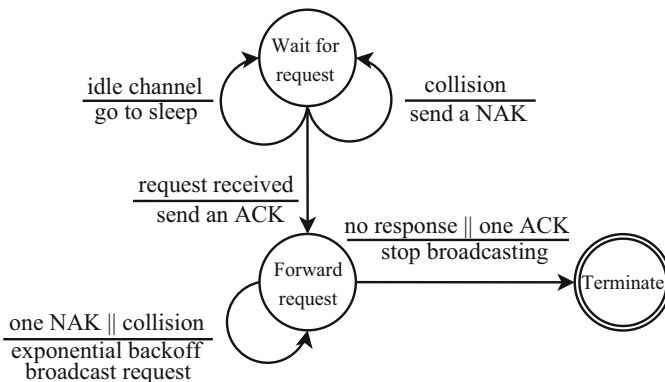 Wait for
request
idle channel
go to sleep
collision
send a NAK
request received
send an ACK
no response || one ACK
stop broadcasting
Forward
request
Terminate
one NAK || collision
exponential backoff
broadcast request